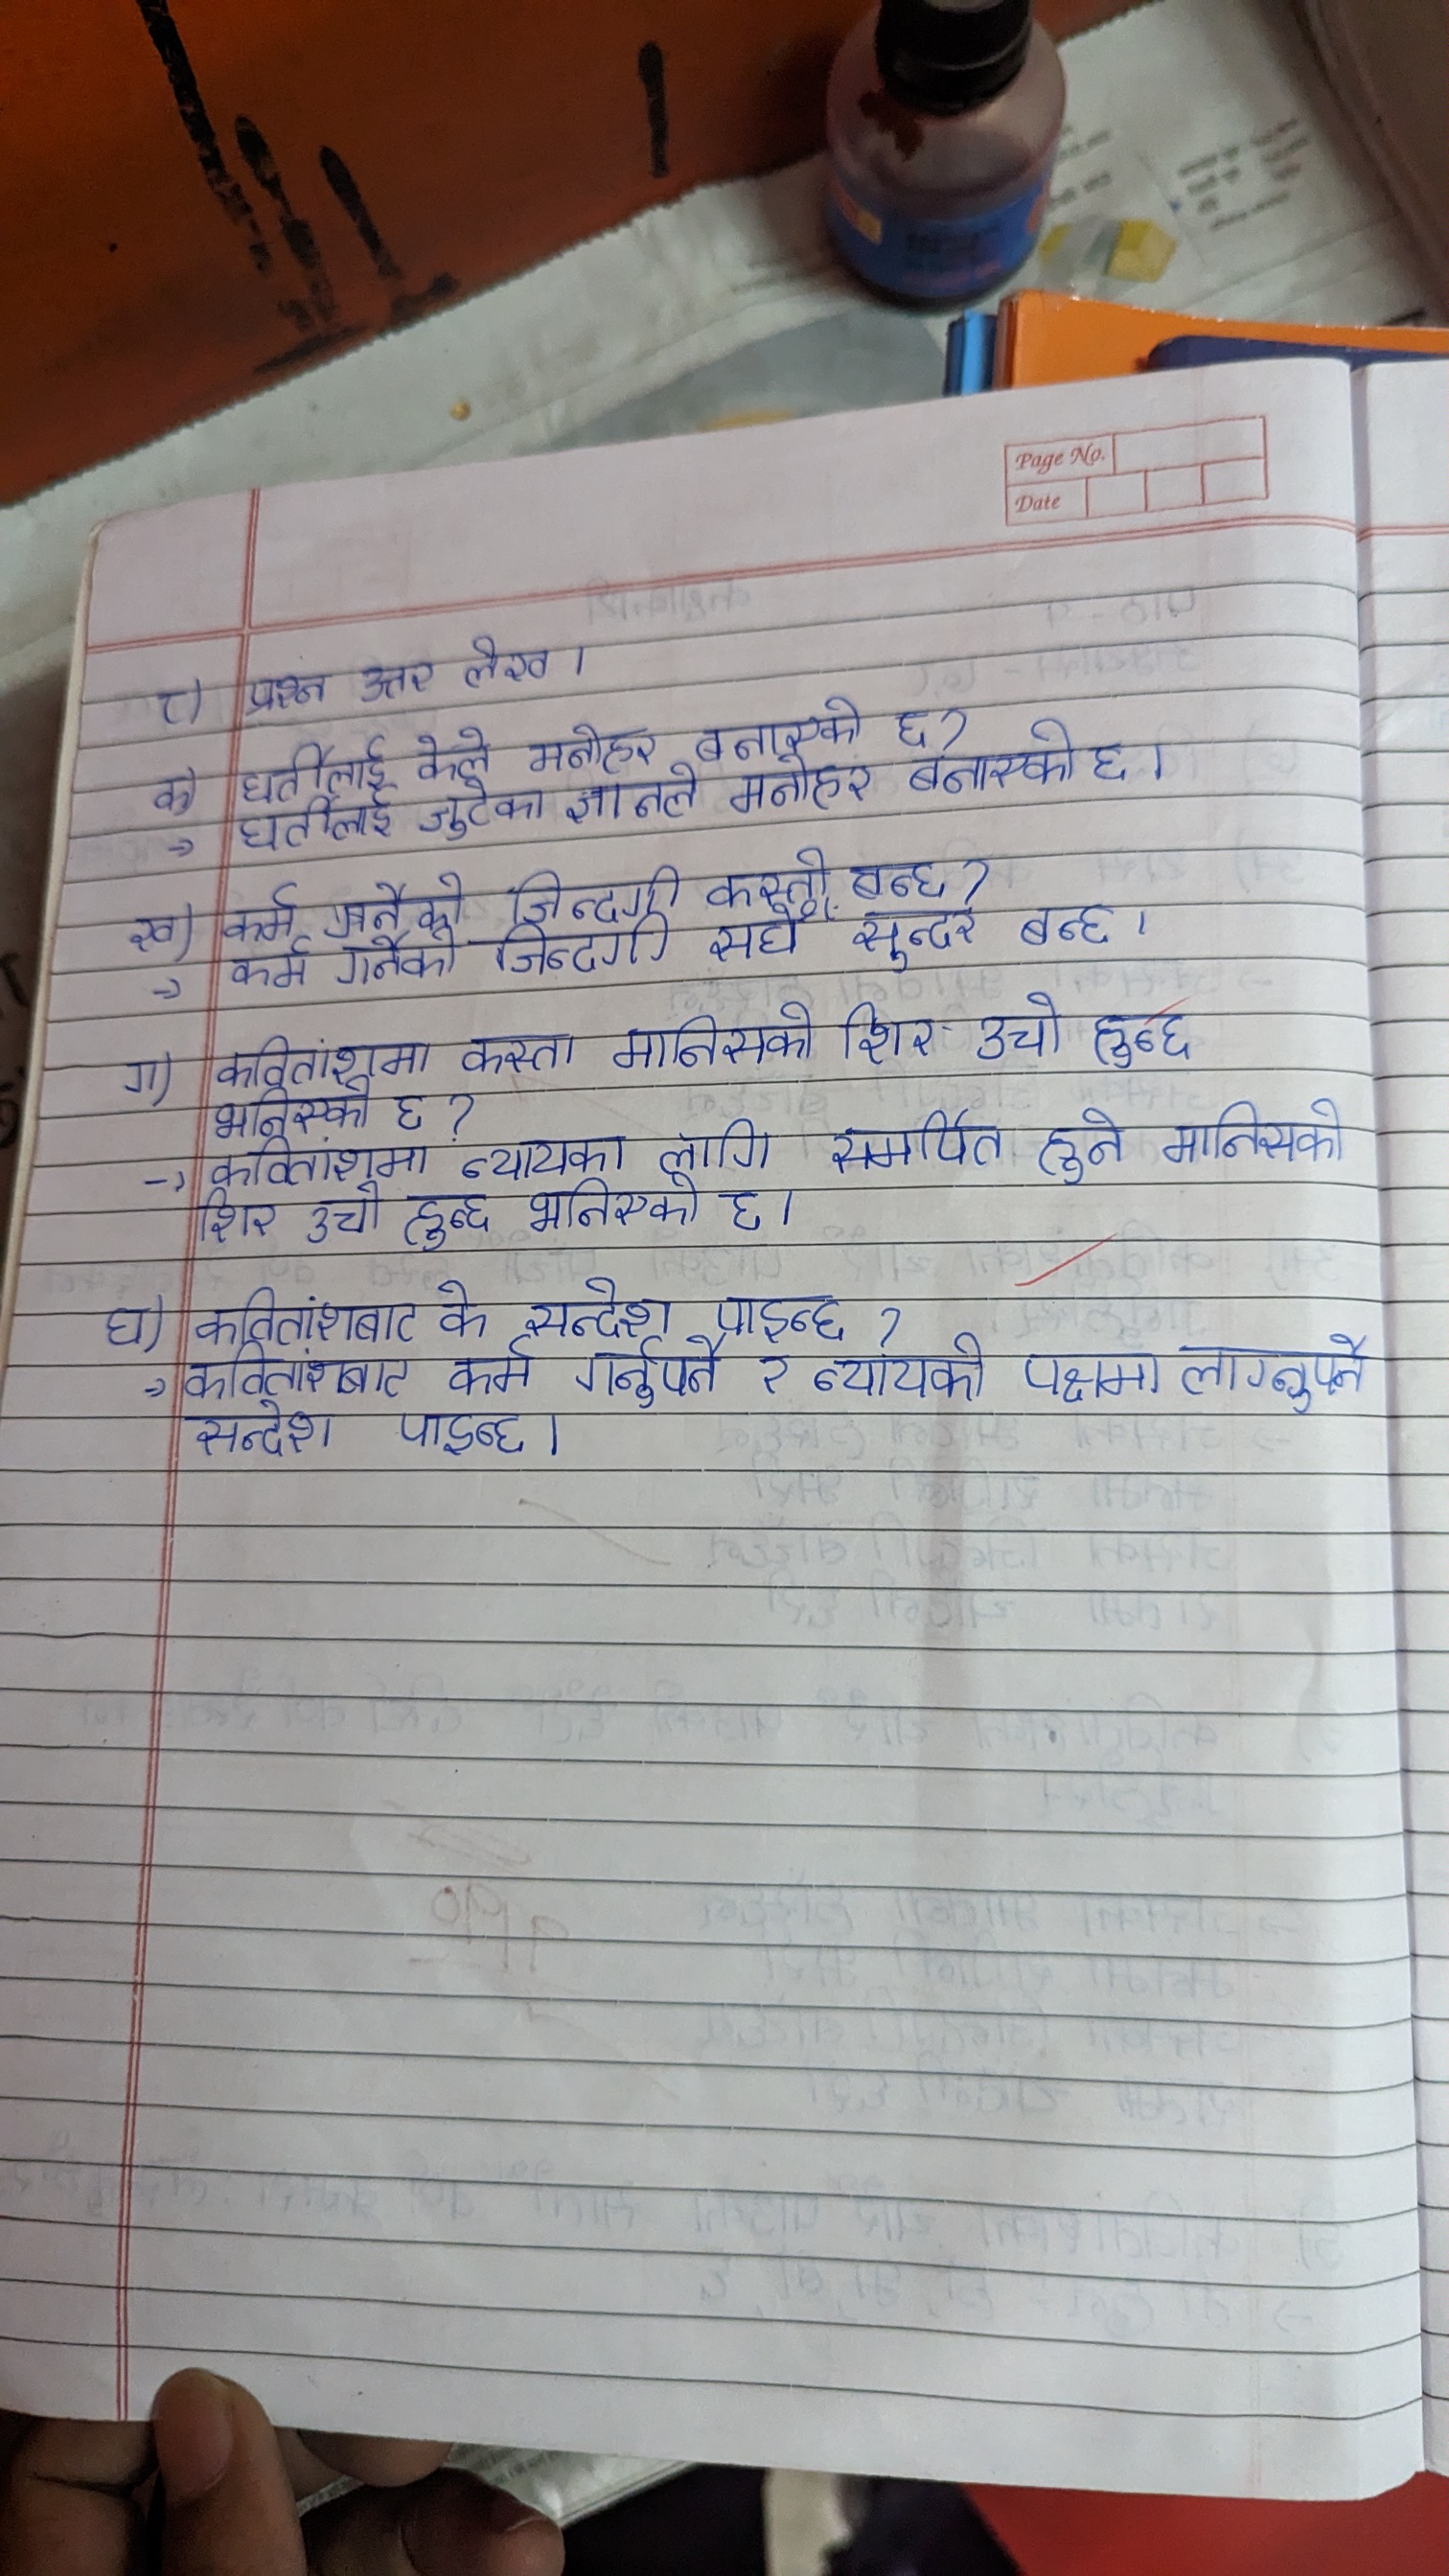 Page No.
Date
८) प्रश्न उत्तर लेख ।
क) धर्तीलाई केले मनोहर बनाएको छ?
→ धर्तीलाई जुटेका ज्ञानले मनोहर बनाएको छ ।
ख) कर्म गर्नेको जिन्दगी कस्तो बन्छ?
→ कर्म गर्नेको जिन्दगी सधैँ सुन्दर बन्छ ।
ग) कवितांशमा कस्ता मानिसको शिर उचो हुन्छ
भनिएको छ ?
→ कवितांशमा न्यायका लागि समर्पित हुने मानिसको
शिर उचो हुन्छ भनिएको छ ।
घ) कवितांशबाट के सन्देश पाइन्छ ?
→ कवितांशबाट कर्म गर्नुपर्ने र न्यायको पक्षमा लाग्नुपर्ने
सन्देश पाइन्छ ।